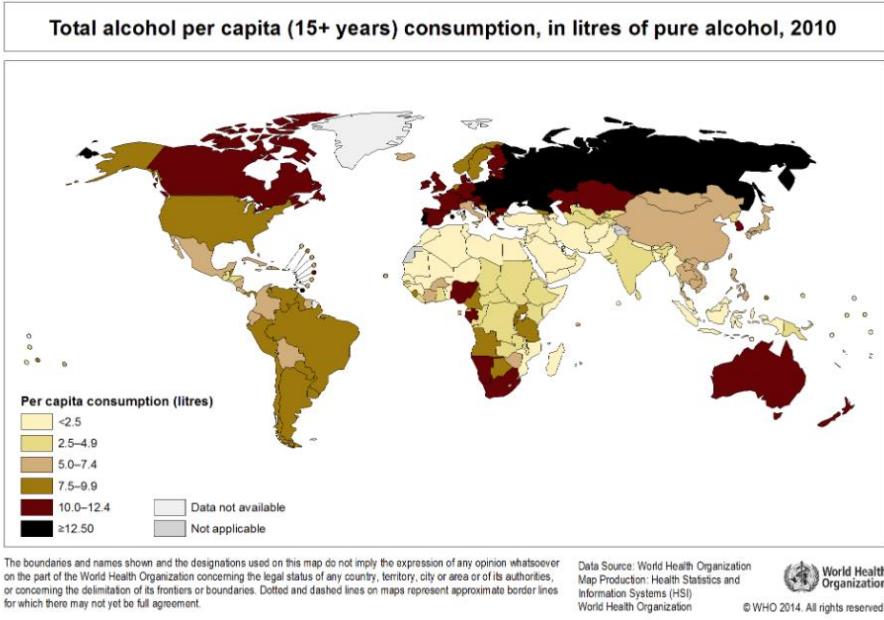 Total alcohol per capita (15+ years) consumption, in litres of pure alcohol, 2010
Per capita consumption (litres)
<2.5
2.5–4.9
5.0–7.4
7.5–9.9
10.0–12.4
≥12.50
Data not available
Not applicable
The boundaries and names shown and the designations used on this map do not imply the expression of any opinion whatsoever
on the part of the World Health Organization concerning the legal status of any country, territory, city or area or of its authorities,
or concerning the delimitation of its frontiers or boundaries. Dotted and dashed lines on maps represent approximate border lines
for which there may not yet be full agreement.
Data Source: World Health Organization
Map Production: Health Statistics and
Information Systems (HSI)
World Health Organization
World Health
Organization
© WHO 2014. All rights reserved